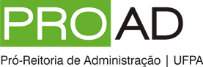 PROAD
Pró-Reitoria de Administração | UFPA